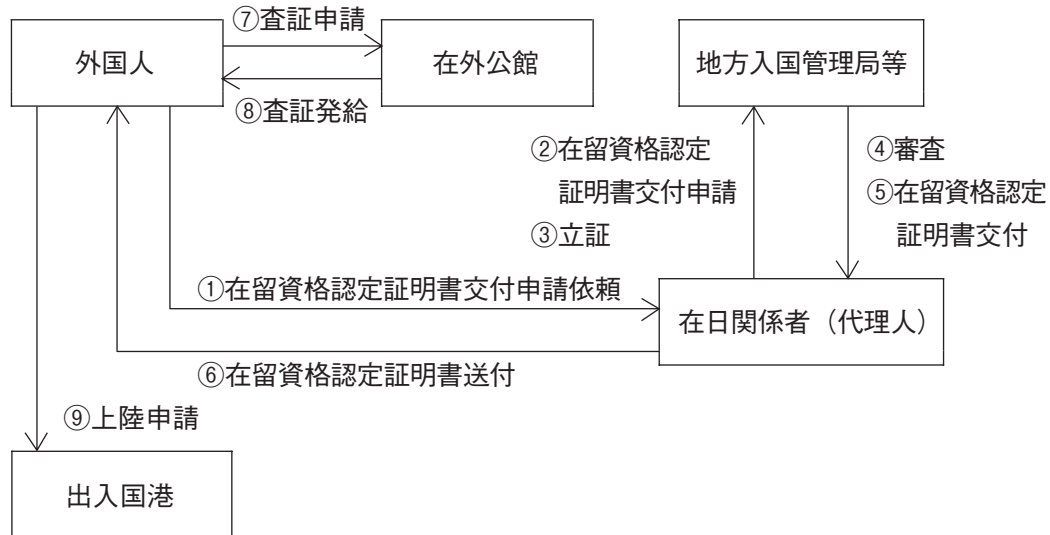 ⑦査証申請
外国人
在外公館
地方入国管理局等
⑧査証発給
②在留資格認定
証明書交付申請
③立証
④審査
⑤在留資格認定
証明書交付
①在留資格認定証明書交付申請依頼
在日関係者（代理人）
⑥在留資格認定証明書送付
⑨上陸申請
出入国港